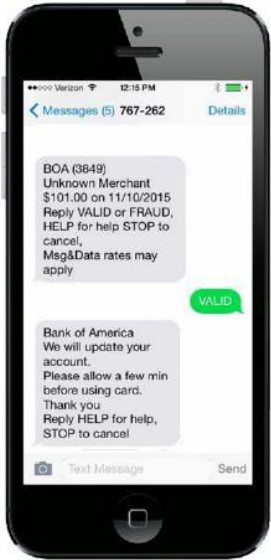 Verizon 12:15 PM
Messages (5) 767-262 Details
BOA (3849)
Unknown Merchant
$101.00 on 11/10/2015
Reply VALID or FRAUD,
HELP for help STOP to
cancel,
Msg&Data rates may
apply
VALID
Bank of America
We will update your
account.
Please allow a few min
before using card.
Thank you
Reply HELP for help,
STOP to cancel
Text Message Send